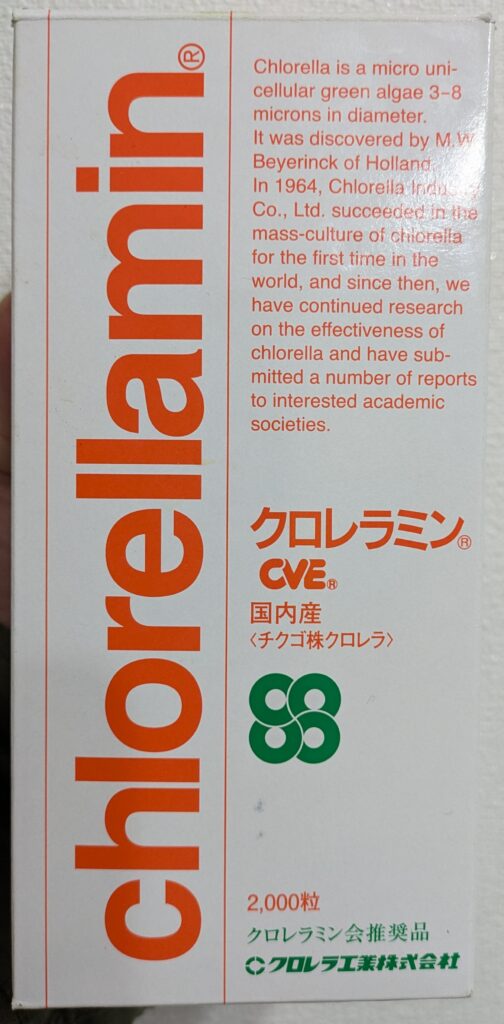 chlorellamin®
Chlorella is a micro uni-
cellular green algae 3–8
microns in diameter.
It was discovered by M.W.
Beyerinck of Holland.
In 1964, Chlorella Industry
Co., Ltd. succeeded in the
mass-culture of chlorella
for the first time in the
world, and since then, we
have continued research
on the effectiveness of
chlorella and have sub-
mitted a number of reports
to interested academic
societies.
クロレラミン®
CVE®
国内産
〈チクゴ株クロレラ〉
2,000粒
クロレラミン会推奨品
クロレラ工業株式会社